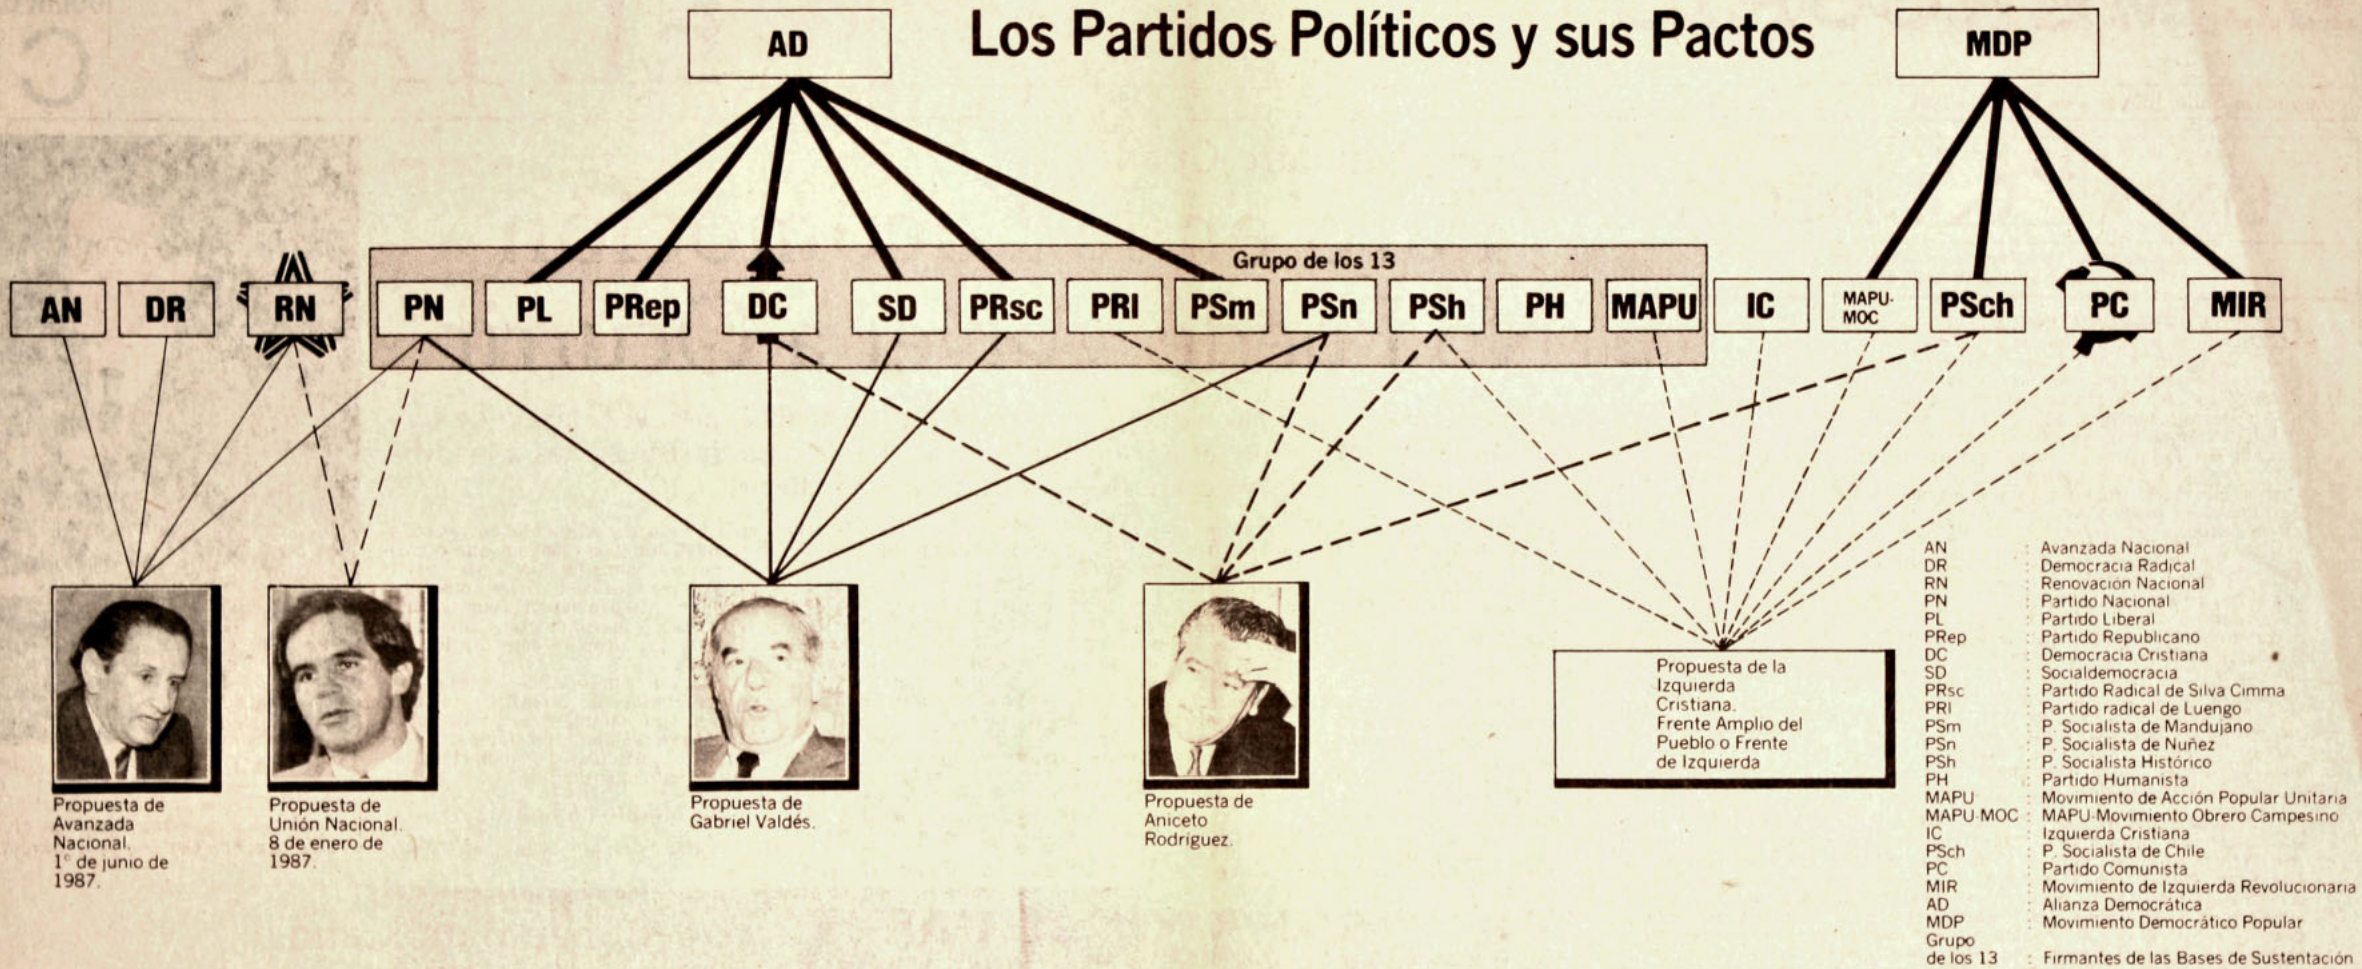 Los Partidos Políticos y sus Pactos
AD
MDP
Grupo de los 13
AN
DR
RN
PN
PL
PRep
DC
SD
PRsc
PRI
PSm
PSn
PSh
PH
MAPU
IC
MAPU-
MOC
PSch
PC
MIR
Propuesta de
Avanzada
Nacional.
1° de junio de
1987.
Propuesta de
Unión Nacional.
8 de enero de
1987.
Propuesta de
Gabriel Valdés.
Propuesta de
Aniceto
Rodríguez.
Propuesta de la
Izquierda
Cristiana.
Frente Amplio del
Pueblo o Frente
de Izquierda
AN : Avanzada Nacional
DR : Democracia Radical
RN : Renovación Nacional
PN : Partido Nacional
PL : Partido Liberal
PRep : Partido Republicano
DC : Democracia Cristiana
SD : Socialdemocracia
PRsc : Partido Radical de Silva Cimma
PRI : Partido radical de Luengo
PSm : P. Socialista de Mandujano
PSn : P. Socialista de Nuñez
PSh : P. Socialista Histórico
PH : Partido Humanista
MAPU : Movimiento de Acción Popular Unitaria
MAPU-MOC : MAPU-Movimiento Obrero Campesino
IC : Izquierda Cristiana
PSch : P. Socialista de Chile
PC : Partido Comunista
MIR : Movimiento de Izquierda Revolucionaria
AD : Alianza Democrática
MDP : Movimiento Democrático Popular
Grupo
de los 13 : Firmantes de las Bases de Sustentación